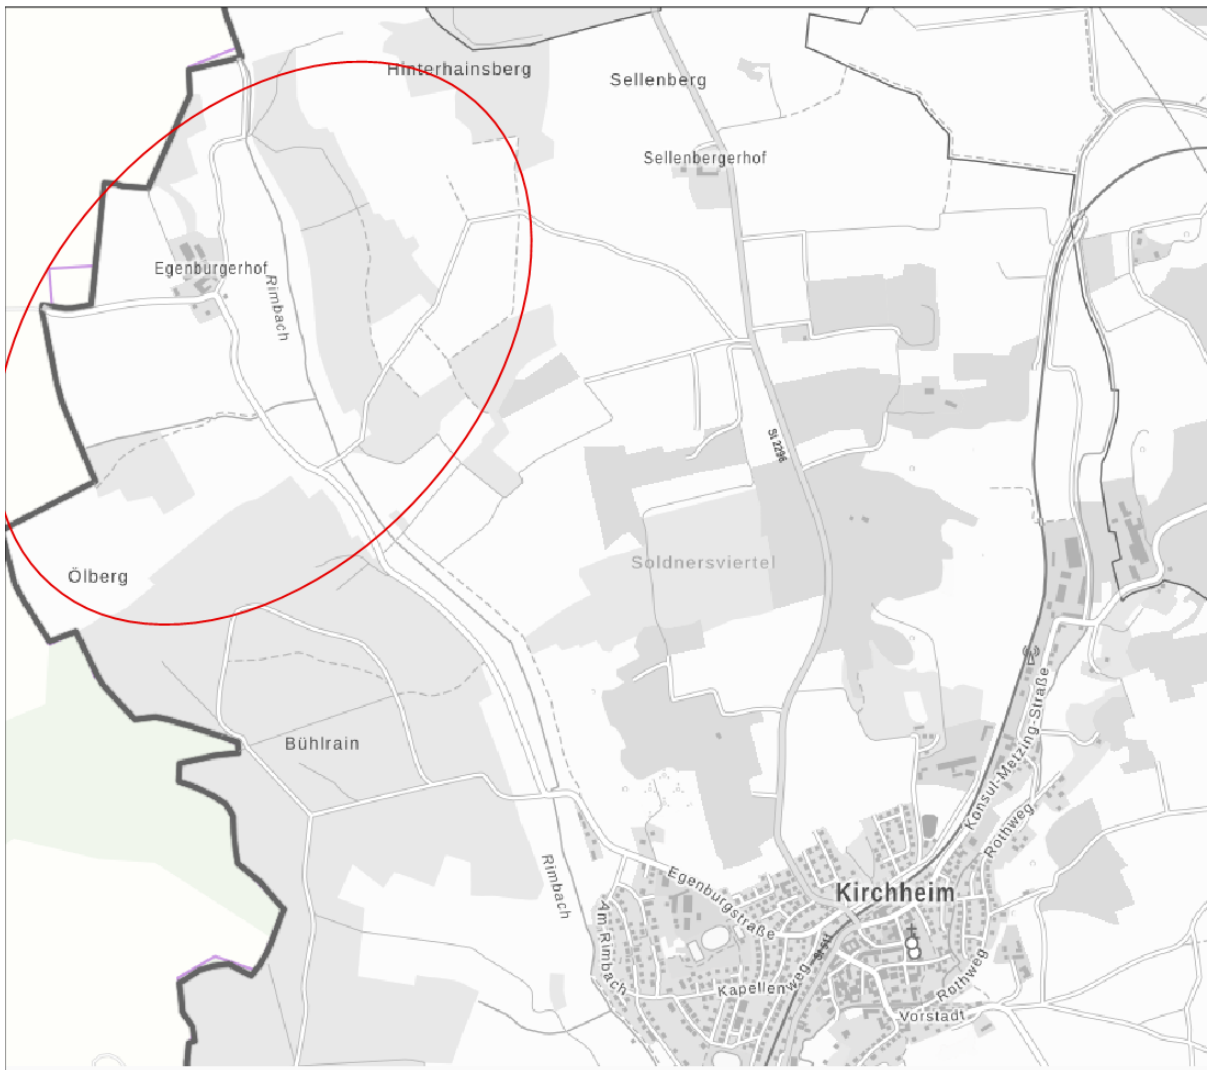 Hinterhainsberg
Sellenberg
Sellenbergerhof
Egenburgerhof
Rimbach
St 2296
Soldnersviertel
Ölberg
Bühlrain
Konsul-Metzing-Straße
Rothweg
Rimbach
Egenburgstraße
Kirchheim
Am Rimbach
Kapellenweg
Rothweg
Vorstadt